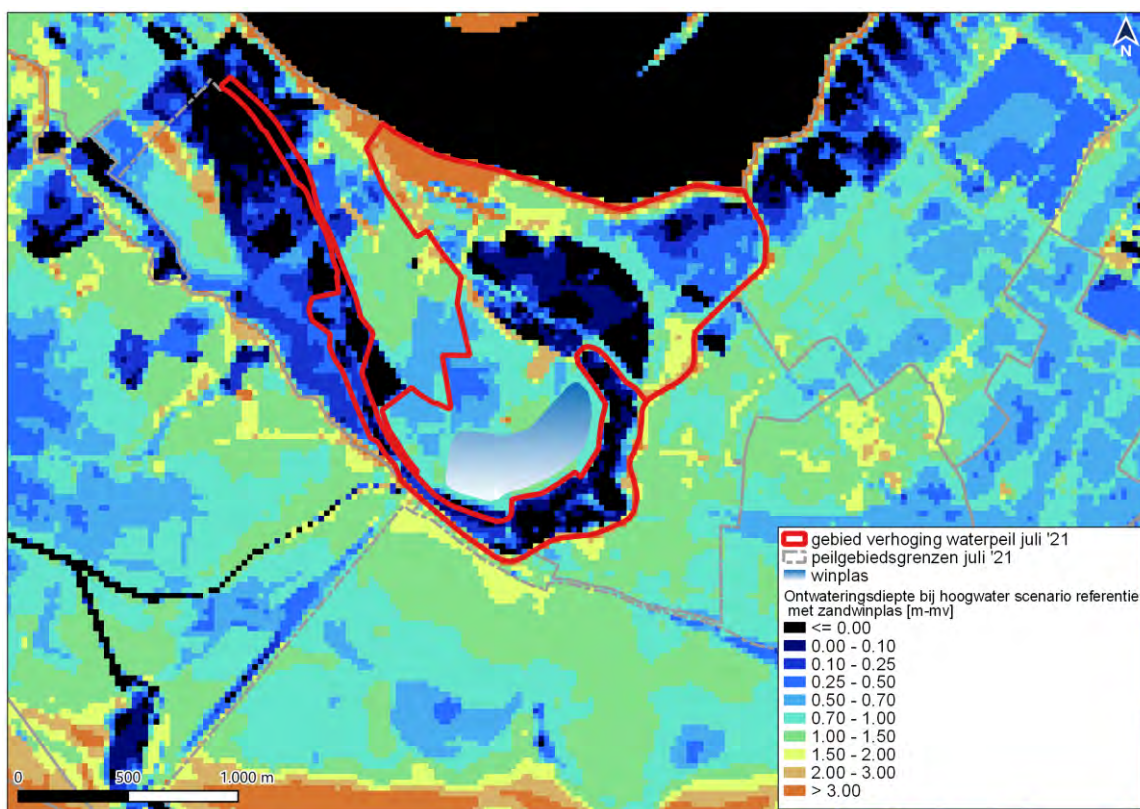 N
gebied verhoging waterpeil juli '21
peilgebiedsgrenzen juli '21
winplas
Ontwateringsdiepte bij hoogwater scenario referentie
met zandwinplas [m-mv]
<= 0.00
0.00 - 0.10
0.10 - 0.25
0.25 - 0.50
0.50 - 0.70
0.70 - 1.00
1.00 - 1.50
1.50 - 2.00
2.00 - 3.00
> 3.00
0 500 1.000 m